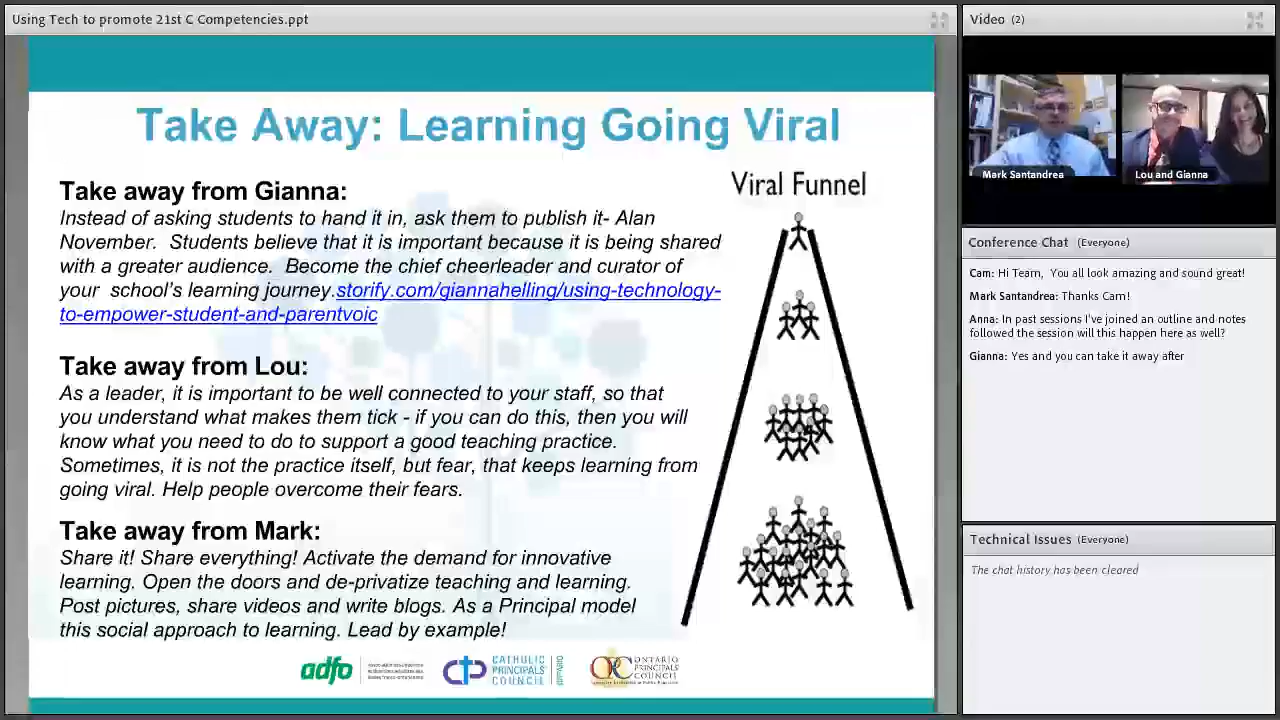 Using Tech to promote 21st C Competencies.ppt
Take Away: Learning Going Viral
Take away from Gianna:
Instead of asking students to hand it in, ask them to publish it- Alan
November.  Students believe that it is important because it is being shared
with a greater audience.  Become the chief cheerleader and curator of
your  school's learning journey.storify.com/giannahelling/using-technology-
to-empower-student-and-parentvoic
Take away from Lou:
As a leader, it is important to be well connected to your staff, so that
you understand what makes them tick - if you can do this, then you will
know what you need to do to support a good teaching practice.
Sometimes, it is not the practice itself, but fear, that keeps learning from
going viral. Help people overcome their fears.
Take away from Mark:
Share it! Share everything! Activate the demand for innovative
learning. Open the doors and de-privatize teaching and learning.
Post pictures, share videos and write blogs. As a Principal model
this social approach to learning. Lead by example!
Viral Funnel
adfo
CATHOLIC
PRINCIPALS
COUNCIL
ONTARIO
OPC
ONTARIO
PRINCIPALS
COUNCIL
Video (2)
Mark Santandrea
Lou and Gianna
Conference Chat (Everyone)
Cam: Hi Team,  You all look amazing and sound great!
Mark Santandrea: Thanks Cam!
Anna: In past sessions I've joined an outline and notes
followed the session will this happen here as well?
Gianna: Yes and you can take it away after
Technical Issues (Everyone)
The chat history has been cleared